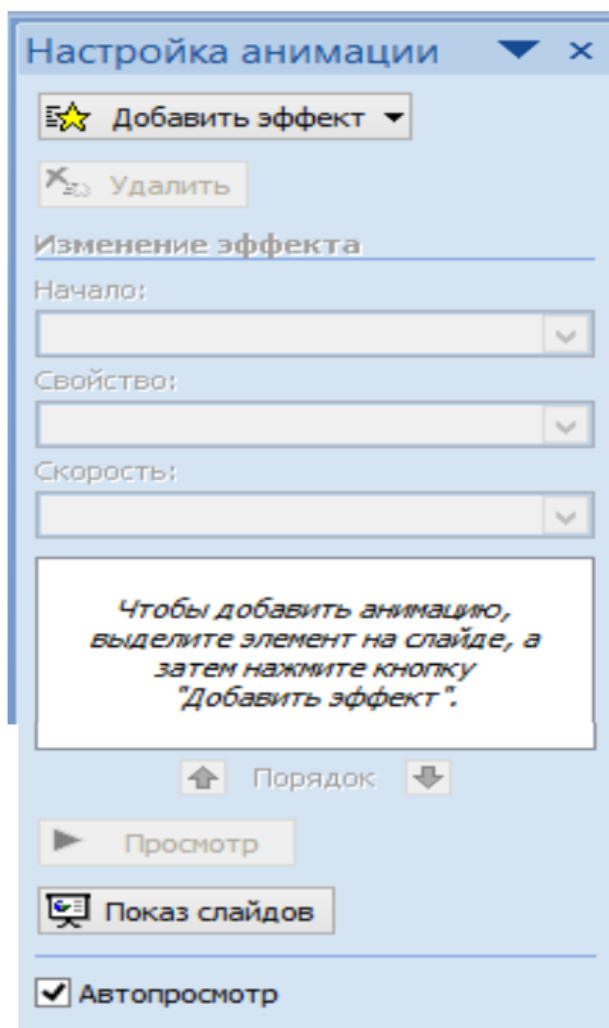 Настройка анимации
Добавить эффект
Удалить
Изменение эффекта
Начало:
Свойство:
Скорость:
Чтобы добавить анимацию,
выделите элемент на слайде, а
затем нажмите кнопку
"Добавить эффект".
Порядок
Просмотр
Показ слайдов
Автопросмотр